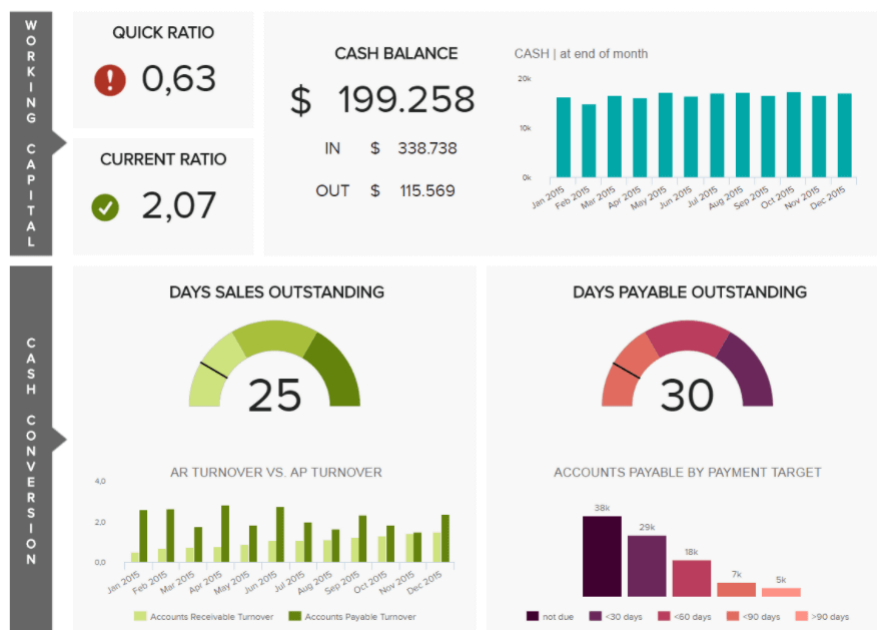 WORKING CAPITAL
QUICK RATIO
0,63
CURRENT RATIO
2,07
CASH BALANCE
$ 199.258
IN $ 338.738
OUT $ 115.569
CASH | at end of month
20k
10k
0k
Jan 2015 Feb 2015 Mar 2015 Apr 2015 May 2015 Jun 2015 Jul 2015 Aug 2015 Sep 2015 Oct 2015 Nov 2015 Dec 2015
CASH CONVERSION
DAYS SALES OUTSTANDING
25
AR TURNOVER VS. AP TURNOVER
4,0
2,0
0,0
Jan 2015 Feb 2015 Mar 2015 Apr 2015 May 2015 Jun 2015 Jul 2015 Aug 2015 Sep 2015 Oct 2015 Nov 2015 Dec 2015
Accounts Receivable Turnover Accounts Payable Turnover
DAYS PAYABLE OUTSTANDING
30
ACCOUNTS PAYABLE BY PAYMENT TARGET
38k
29k
18k
7k
5k
not due <30 days <60 days <90 days >90 days